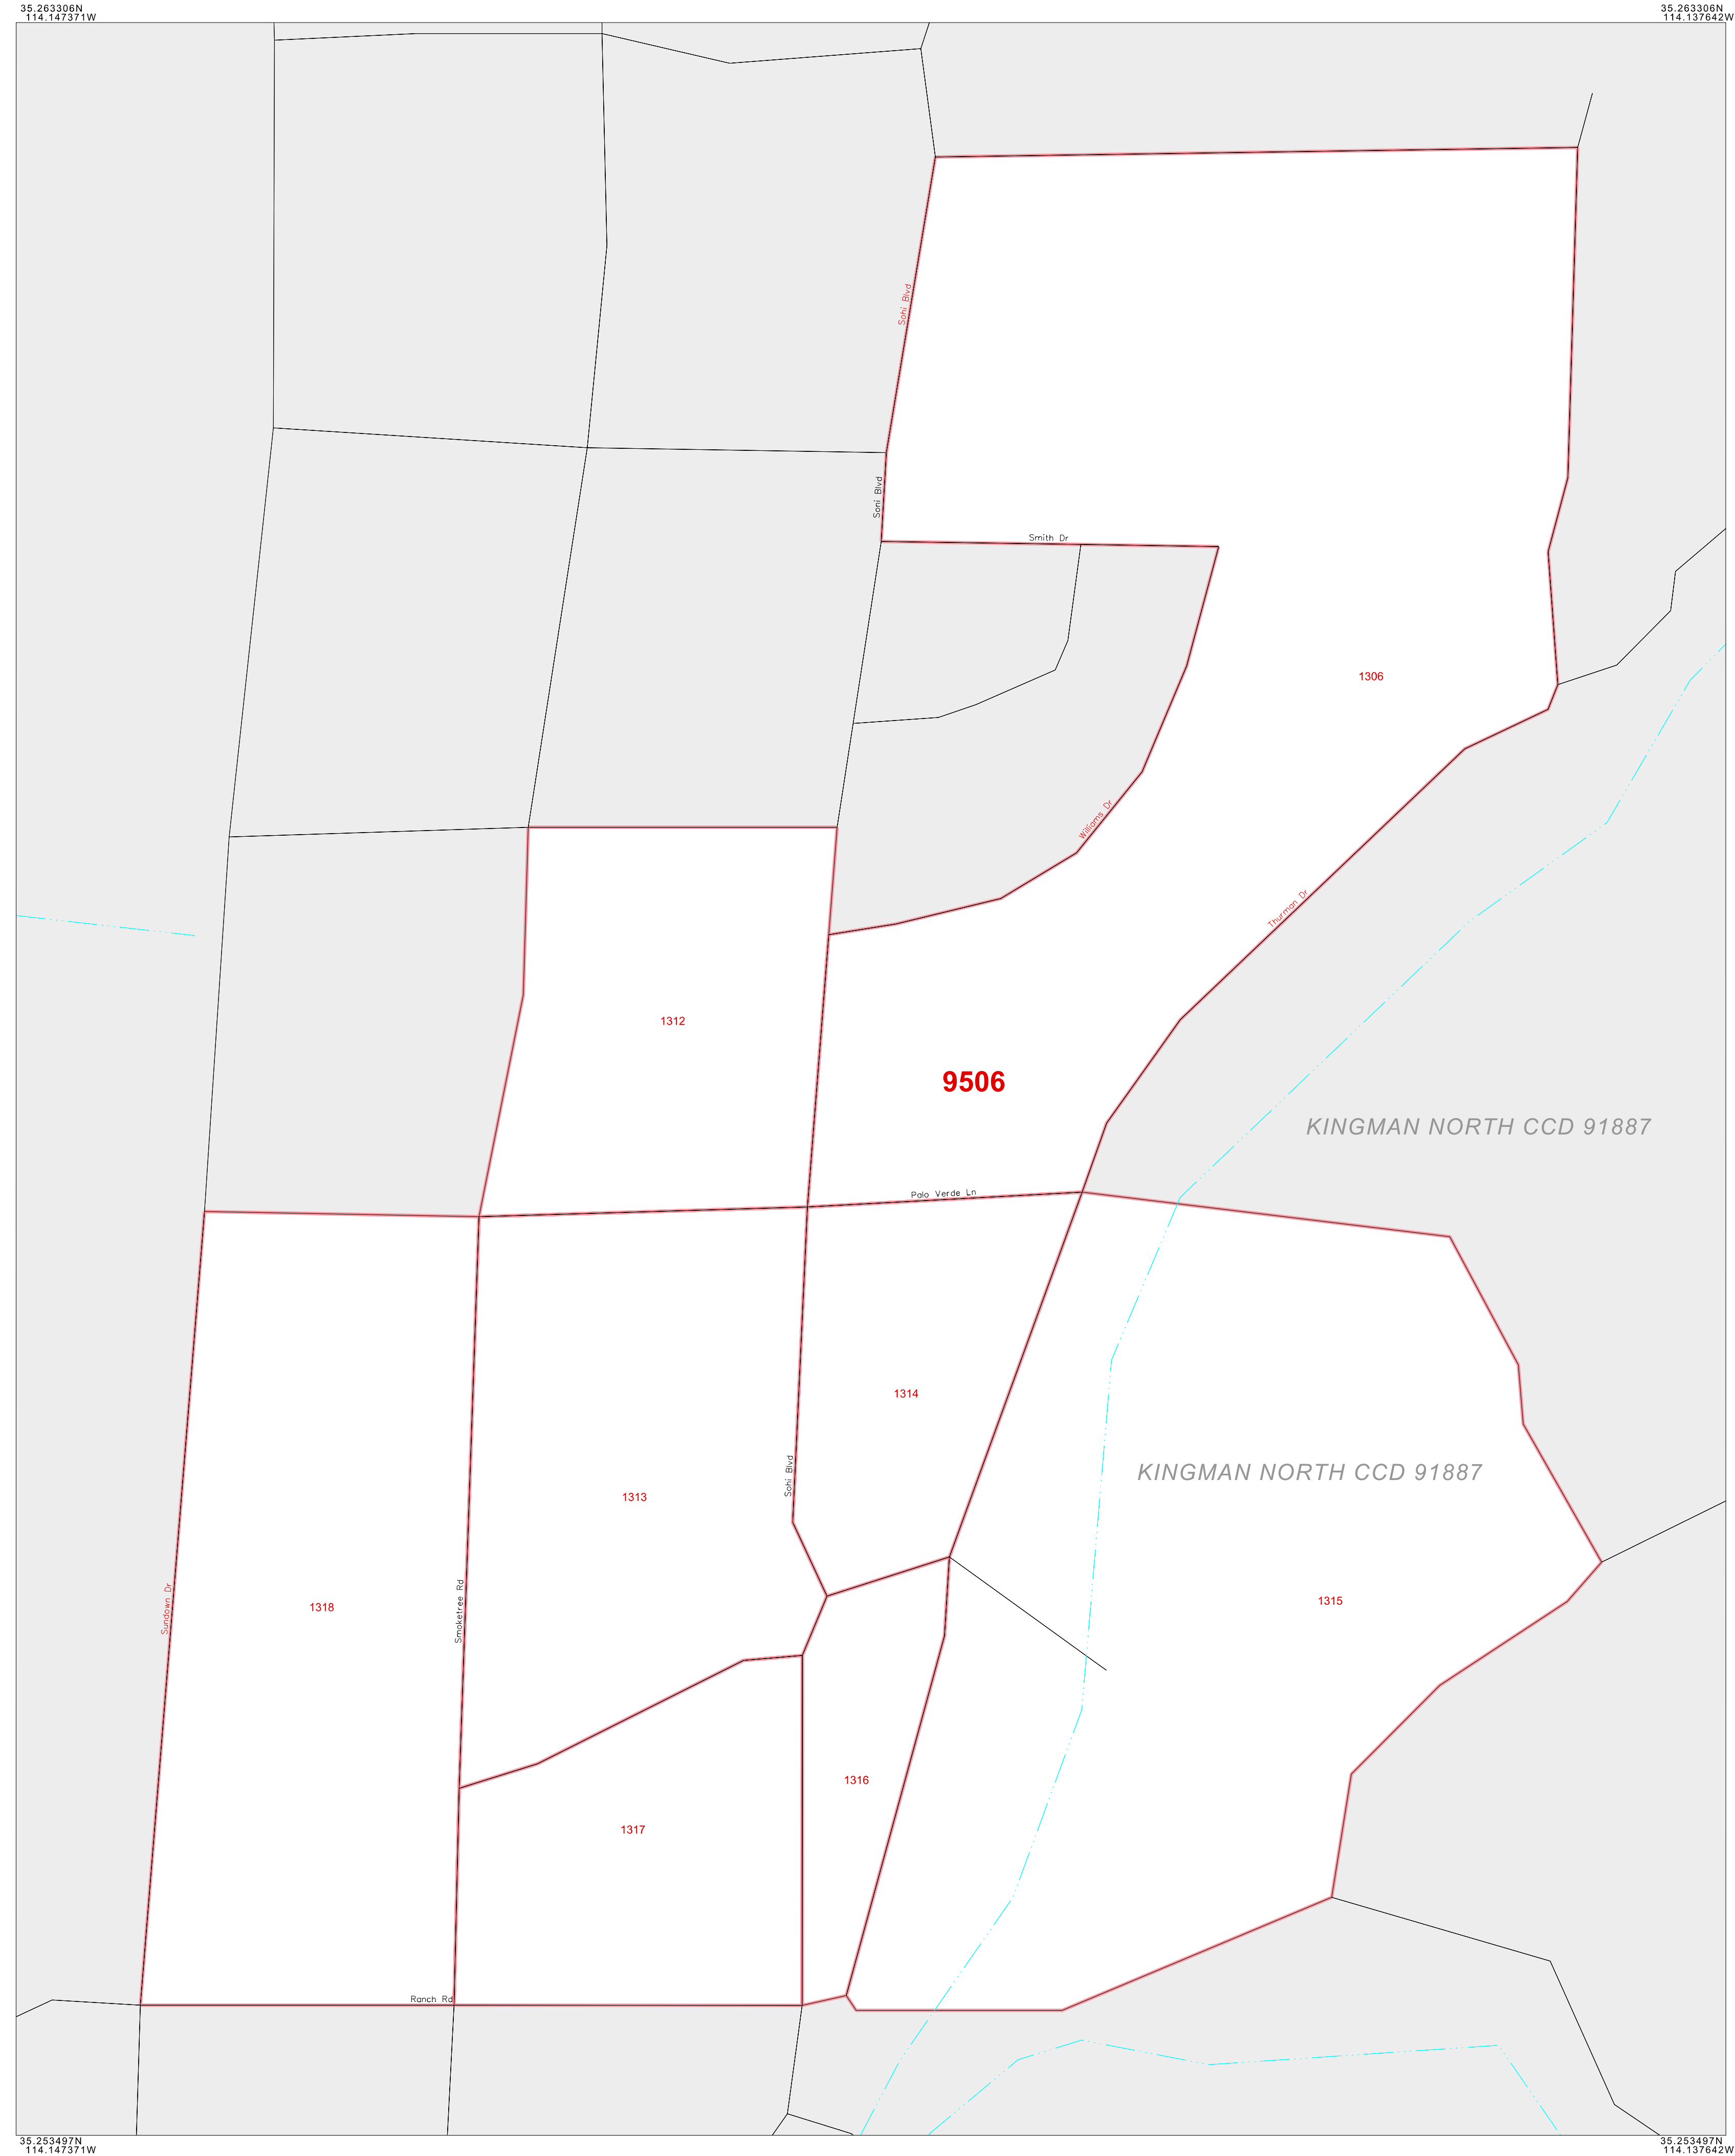 35.263306N
114.147371W
35.263306N
114.137642W
Sohi Blvd
Soni Blvd
Smith Dr
1306
Williams Dr
Thurman Dr
1312
9506
KINGMAN NORTH CCD 91887
Palo Verde Ln
1314
Sohi Blvd
KINGMAN NORTH CCD 91887
1313
Sundown Dr
1318
Smoketree Rd
1315
1316
1317
Ranch Rd
35.253497N
114.147371W
35.253497N
114.137642W